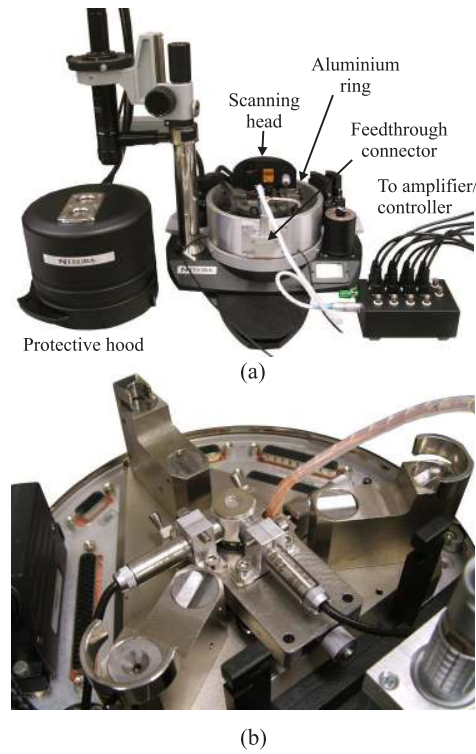 Aluminium
ring
Scanning
head
Feedthrough
connector
To amplifier/
controller
NTEGRA
NTEGRA
Protective hood
(a)
(b)